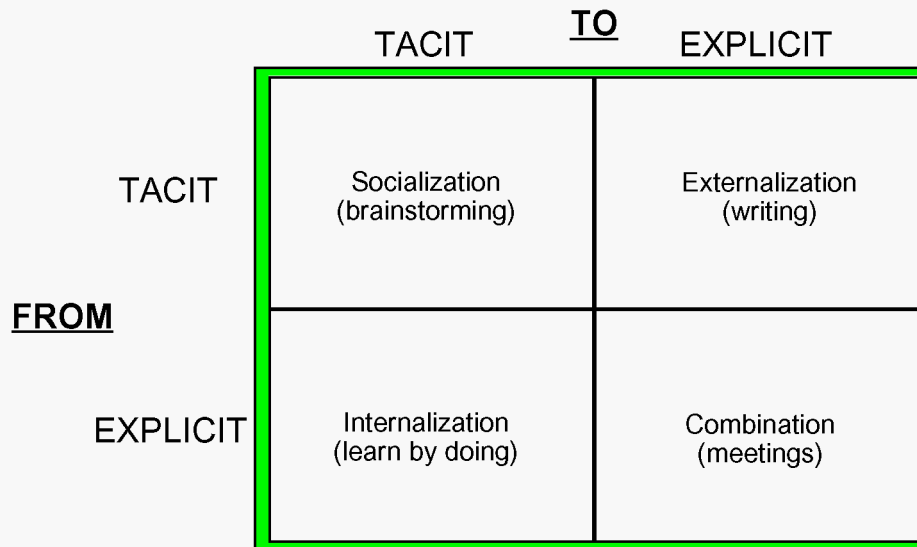 TO
TACIT EXPLICIT
TACIT
Socialization
(brainstorming)
Externalization
(writing)
FROM
EXPLICIT
Internalization
(learn by doing)
Combination
(meetings)